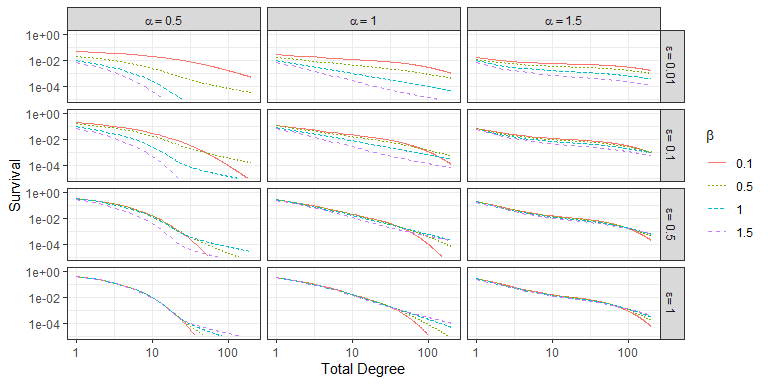 α = 0.5 α = 1 α = 1.5
1e+00
1e-02
1e-04
ε = 0.01
1e+00
1e-02
1e-04
ε = 0.1
1e+00
1e-02
1e-04
ε = 0.5
1e+00
1e-02
1e-04
ε = 1
Survival
1 10 100 1 10 100 1 10 100
Total Degree
β
0.1
0.5
1
1.5